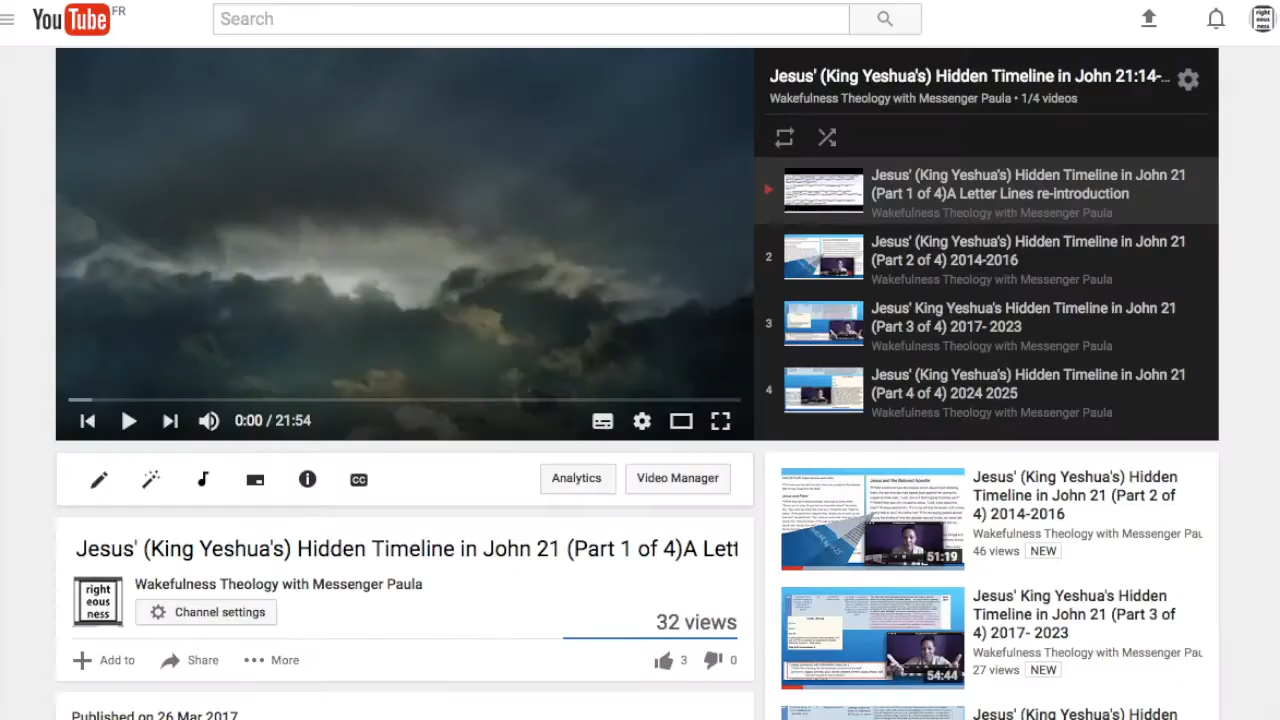 YouTube FR
Search
right
eous
ness
Jesus' (King Yeshua's) Hidden Timeline in John 21:14-...
Wakefulness Theology with Messenger Paula • 1/4 videos
Jesus' (King Yeshua's) Hidden Timeline in John 21
(Part 1 of 4)A Letter Lines re-introduction
Wakefulness Theology with Messenger Paula
2
Jesus' (King Yeshua's) Hidden Timeline in John 21
(Part 2 of 4) 2014-2016
Wakefulness Theology with Messenger Paula
3
Jesus' King Yeshua's Hidden Timeline in John 21
(Part 3 of 4) 2017- 2023
Wakefulness Theology with Messenger Paula
4
Jesus' (King Yeshua's) Hidden Timeline in John 21
(Part 4 of 4) 2024 2025
Wakefulness Theology with Messenger Paula
0:00 / 21:54
CC
Analytics
Video Manager
Jesus' (King Yeshua's) Hidden Timeline in John 21 (Part 1 of 4)A Lett
right
eous
ness
Wakefulness Theology with Messenger Paula
settings
32 views
Add to
Share
More
3
0
Published on
Jesus and the Beloved Apostle
Jesus and Peter
51:19
Jesus' (King Yeshua's) Hidden
Timeline in John 21 (Part 2 of
4) 2014-2016
Wakefulness Theology with Messenger Pau
46 views NEW
54:44
Jesus' King Yeshua's Hidden
Timeline in John 21 (Part 3 of
4) 2017- 2023
Wakefulness Theology with Messenger Pau
27 views NEW
Jesus' (King Yeshua's) Hidden